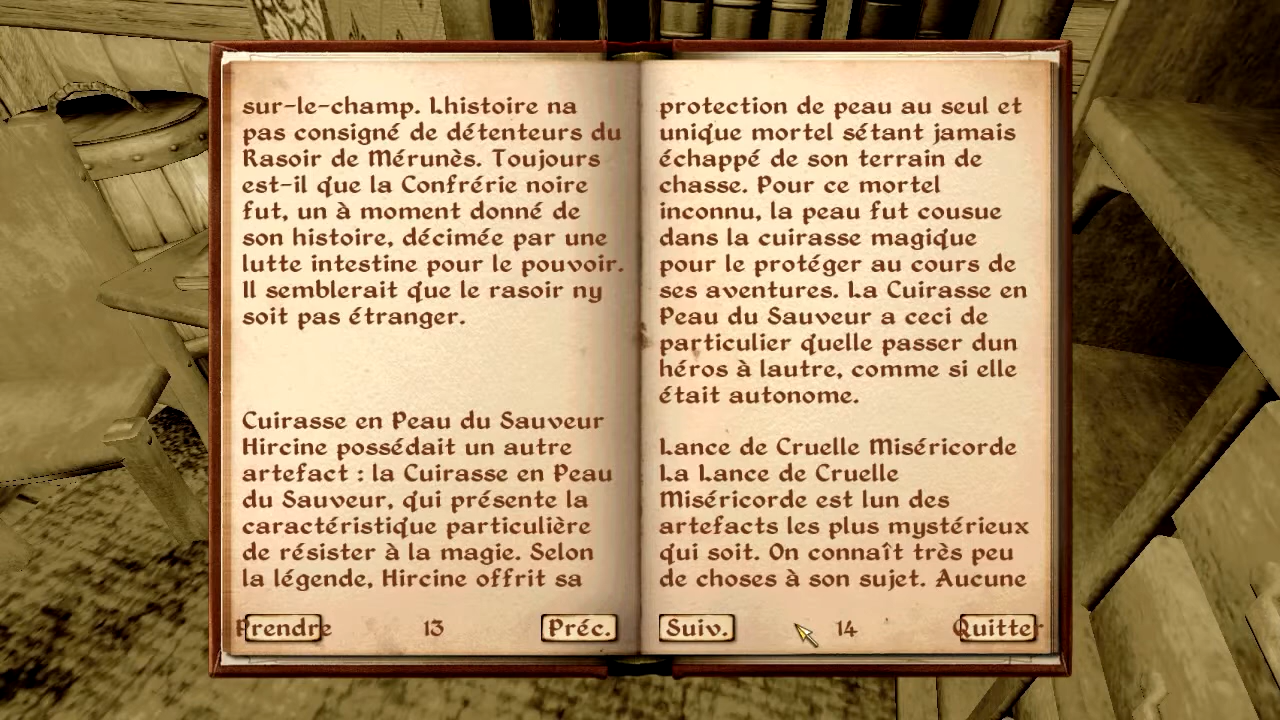 sur-le-champ. Lhistoire na
pas consigné de détenteurs du
Rasoir de Mérunès. Toujours
est-il que la Confrérie noire
fut, un à moment donné de
son histoire, décimée par une
lutte intestine pour le pouvoir.
Il semblerait que le rasoir ny
soit pas étranger.
Cuirasse en Peau du Sauveur
Hircine possédait un autre
artefact : la Cuirasse en Peau
du Sauveur, qui présente la
caractéristique particulière
de résister à la magie. Selon
la légende, Hircine offrit sa
protection de peau au seul et
unique mortel sétant jamais
échappé de son terrain de
chasse. Pour ce mortel
inconnu, la peau fut cousue
dans la cuirasse magique
pour le protéger au cours de
ses aventures. La Cuirasse en
Peau du Sauveur a ceci de
particulier quelle passer dun
héros à lautre, comme si elle
était autonome.
Lance de Cruelle Miséricorde
La Lance de Cruelle
Miséricorde est lun des
artefacts les plus mystérieux
qui soit. On connaît très peu
de choses à son sujet. Aucune
Prendre 13 Préc. Suiv. 14 Quitter